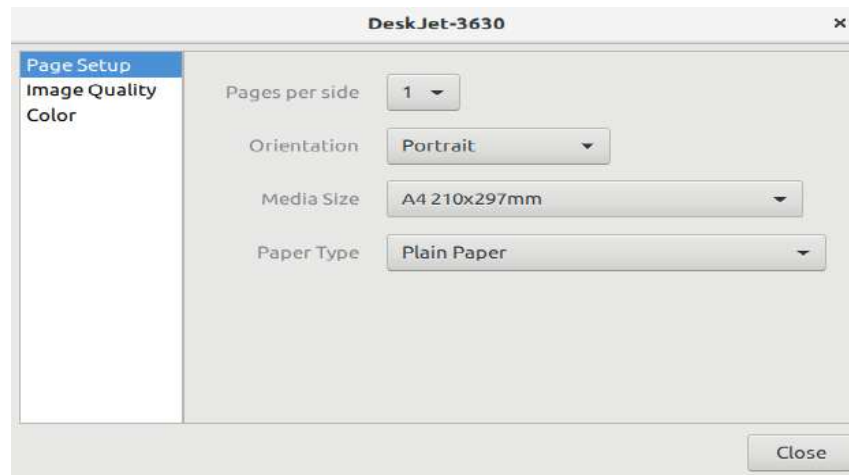 DeskJet-3630 ×
Page Setup
Image Quality
Color
Pages per side 1
Orientation Portrait
Media Size A4 210x297mm
Paper Type Plain Paper
Close